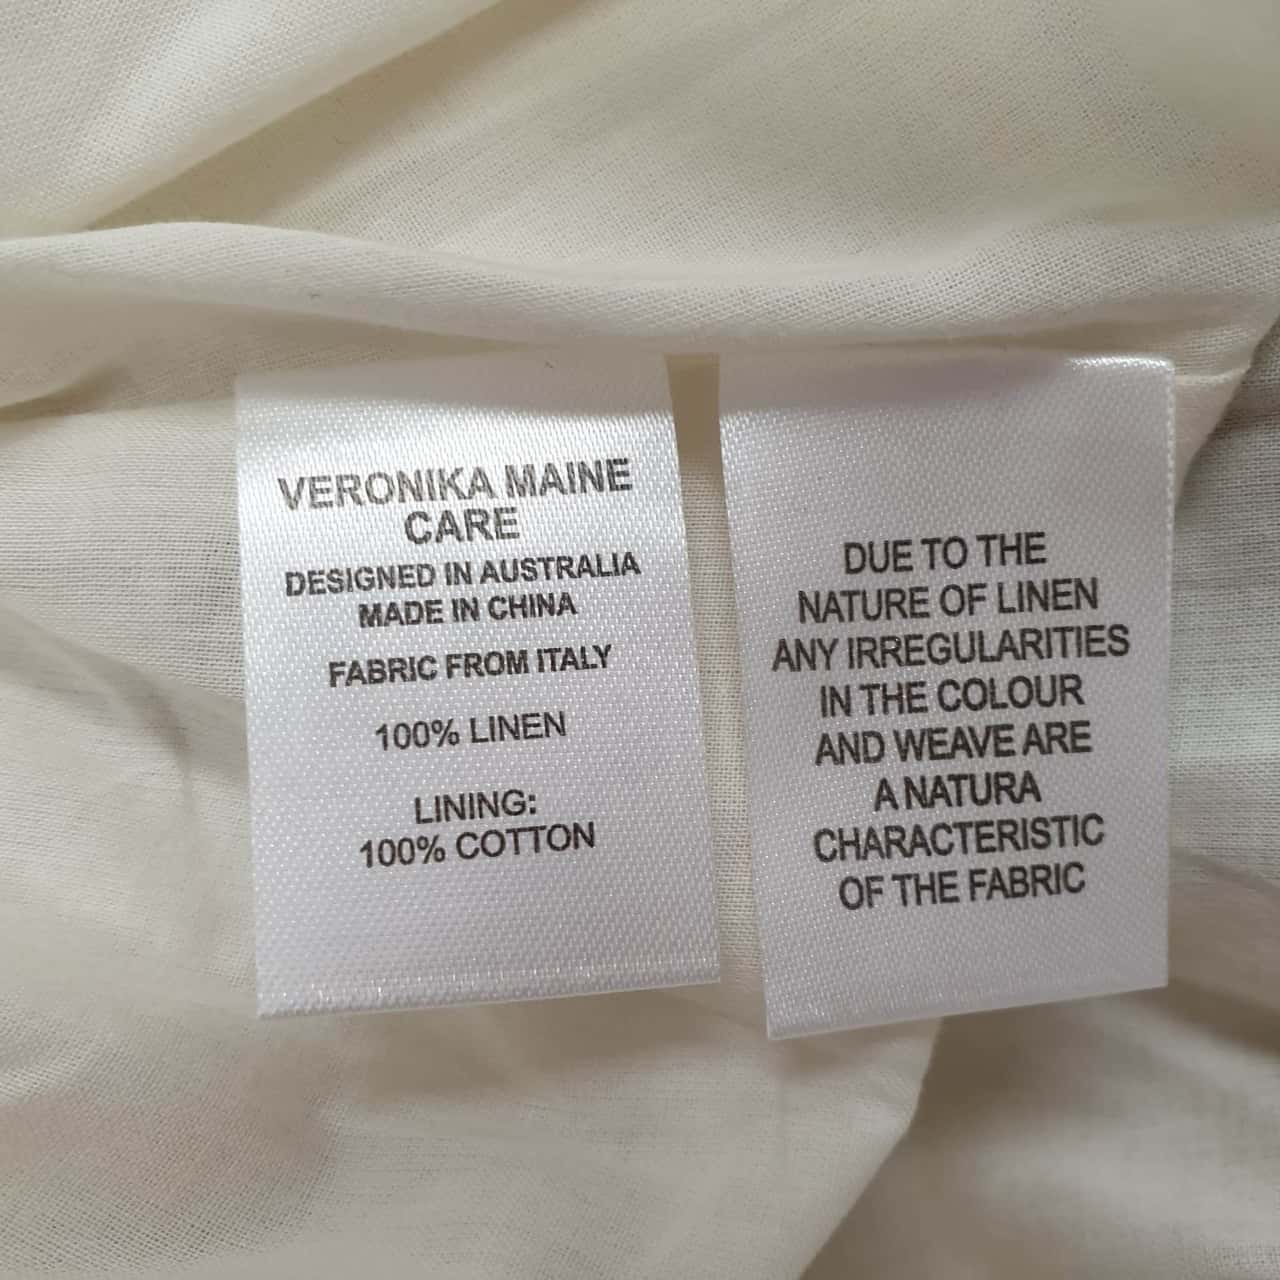 VERONIKA MAINE
CARE
DESIGNED IN AUSTRALIA
MADE IN CHINA
FABRIC FROM ITALY
100% LINEN
LINING:
100% COTTON
DUE TO THE
NATURE OF LINEN
ANY IRREGULARITIES
IN THE COLOUR
AND WEAVE ARE
A NATURA
CHARACTERISTIC
OF THE FABRIC